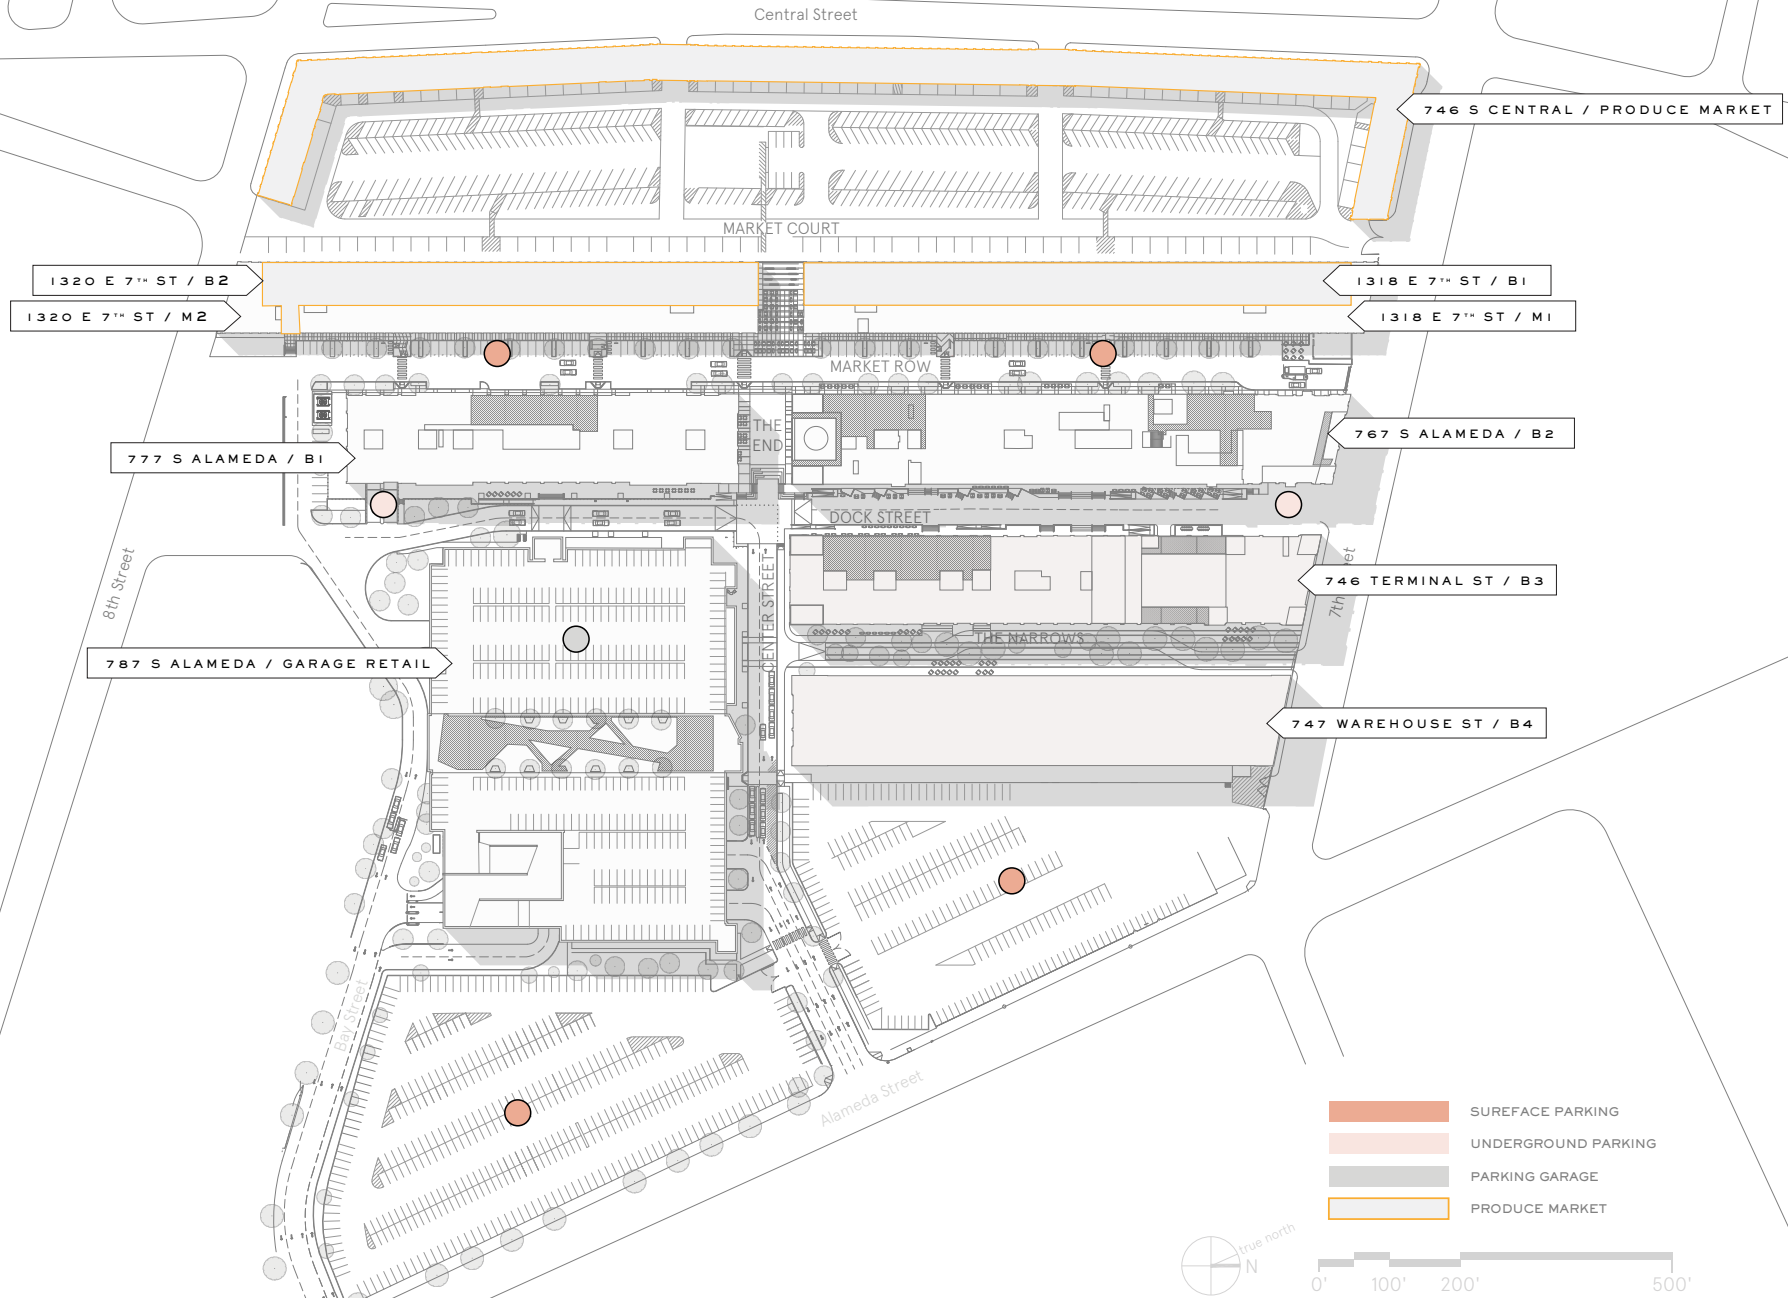 Central Street
746 S CENTRAL / PRODUCE MARKET
MARKET COURT
1320 E 7TH ST / B2
1318 E 7TH ST / B1
1320 E 7TH ST / M2
1318 E 7TH ST / M1
MARKET ROW
THE
END
767 S ALAMEDA / B2
777 S ALAMEDA / B1
DOCK STREET
8th Street
CENTER STREET
746 TERMINAL ST / B3
THE NARROWS
787 S ALAMEDA / GARAGE RETAIL
747 WAREHOUSE ST / B4
Bay Street
Alameda Street
SUREFACE PARKING
UNDERGROUND PARKING
PARKING GARAGE
PRODUCE MARKET
true north
N
0' 100' 200' 500'